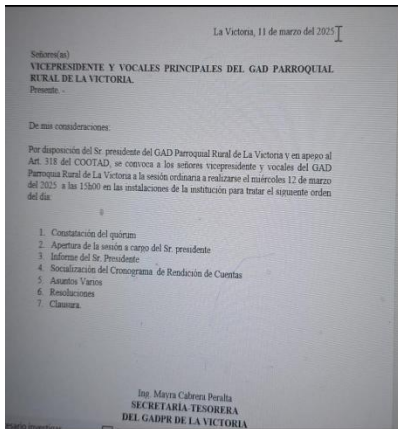 La Victoria, 11 de marzo del 2025
Señores(as)
VICEPRESIDENTE Y VOCALES PRINCIPALES DEL GAD PARROQUIAL
RURAL DE LA VICTORIA.
Presente. -
De mis consideraciones:
Por disposición del Sr. presidente del GAD Parroquial Rural de La Victoria y en apego al
Art. 318 del COOTAD, se convoca a los señores vicepresidente y vocales del GAD
Parroquia Rural de La Victoria a la sesión ordinaria a realizarse el miércoles 12 de marzo
del 2025 a las 15h00 en las instalaciones de la institución para tratar el siguiente orden
del día:
1. Constatación del quórum
2. Apertura de la sesión a cargo del Sr. presidente
3. Informe del Sr. Presidente
4. Socialización del Cronograma de Rendición de Cuentas
5. Asuntos Varios
6. Resoluciones
7. Clausura.
Ing. Mayra Cabrera Peralta
SECRETARIA-TESORERA
DEL GADPR DE LA VICTORIA